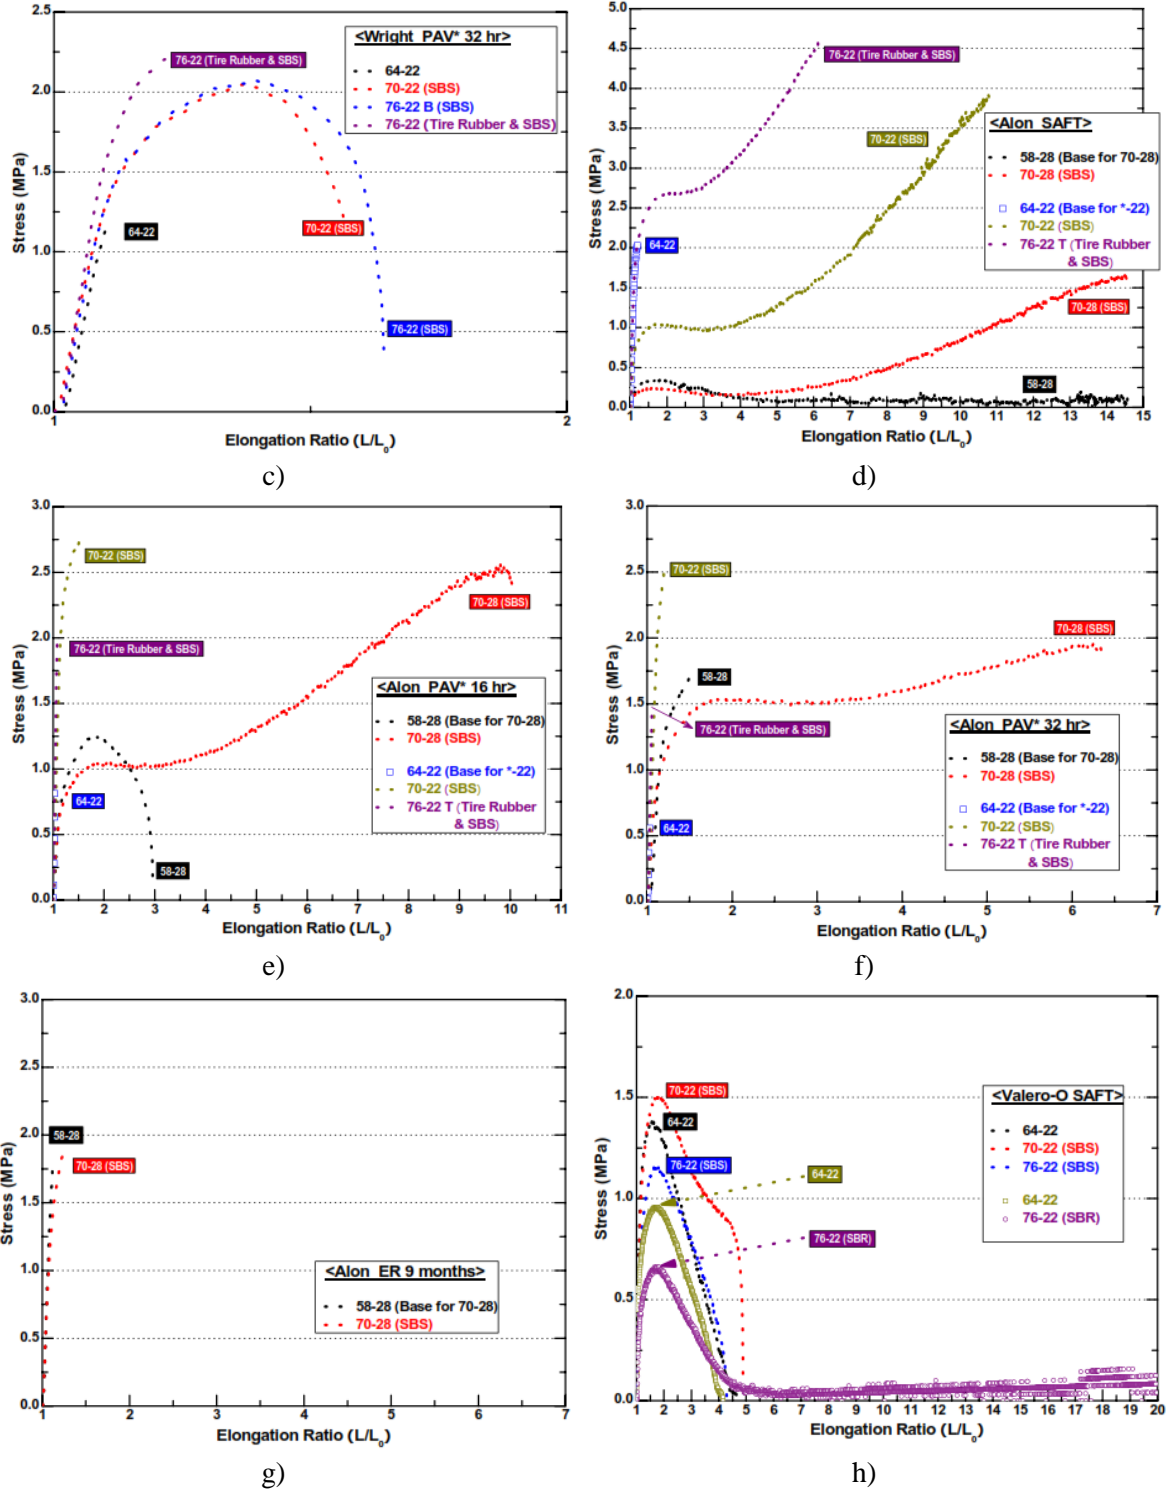 <Wright PAV* 32 hr>
64-22
70-22 (SBS)
76-22 B (SBS)
76-22 (Tire Rubber & SBS)
76-22 (Tire Rubber & SBS)
64-22
70-22 (SBS)
76-22 (SBS)
Stress (MPa)
2.5
2.0
1.5
1.0
0.5
0.0
1
2
Elongation Ratio (L/L0)
c)
<Alon SAFT>
58-28 (Base for 70-28)
70-28 (SBS)
64-22 (Base for *-22)
70-22 (SBS)
76-22 T (Tire Rubber
& SBS)
76-22 (Tire Rubber & SBS)
70-22 (SBS)
64-22
70-28 (SBS)
58-28
Stress (MPa)
5.0
4.5
4.0
3.5
3.0
2.5
2.0
1.5
1.0
0.5
0.0
1 2 3 4 5 6 7 8 9 10 11 12 13 14 15
Elongation Ratio (L/L0)
d)
<Alon PAV* 16 hr>
58-28 (Base for 70-28)
70-28 (SBS)
64-22 (Base for *-22)
70-22 (SBS)
76-22 T (Tire Rubber
& SBS)
70-22 (SBS)
70-28 (SBS)
76-22 (Tire Rubber & SBS)
64-22
58-28
Stress (MPa)
3.0
2.5
2.0
1.5
1.0
0.5
0.0
1 2 3 4 5 6 7 8 9 10 11
Elongation Ratio (L/L0)
e)
<Alon PAV* 32 hr>
58-28 (Base for 70-28)
70-28 (SBS)
64-22 (Base for *-22)
70-22 (SBS)
76-22 T (Tire Rubber
& SBS)
70-22 (SBS)
70-28 (SBS)
58-28
76-22 (Tire Rubber & SBS)
64-22
Stress (MPa)
3.0
2.5
2.0
1.5
1.0
0.5
0.0
1 2 3 4 5 6 7
Elongation Ratio (L/L0)
f)
<Alon ER 9 months>
58-28 (Base for 70-28)
70-28 (SBS)
58-28
70-28 (SBS)
Stress (MPa)
3.0
2.5
2.0
1.5
1.0
0.5
0.0
1 2 3 4 5 6 7
Elongation Ratio (L/L0)
g)
<Valero-O SAFT>
64-22
70-22 (SBS)
76-22 (SBS)
64-22
76-22 (SBR)
70-22 (SBS)
64-22
76-22 (SBS)
64-22
76-22 (SBR)
Stress (MPa)
2.0
1.5
1.0
0.5
0.0
1 2 3 4 5 6 7 8 9 10 11 12 13 14 15 16 17 18 19 20
Elongation Ratio (L/L0)
h)